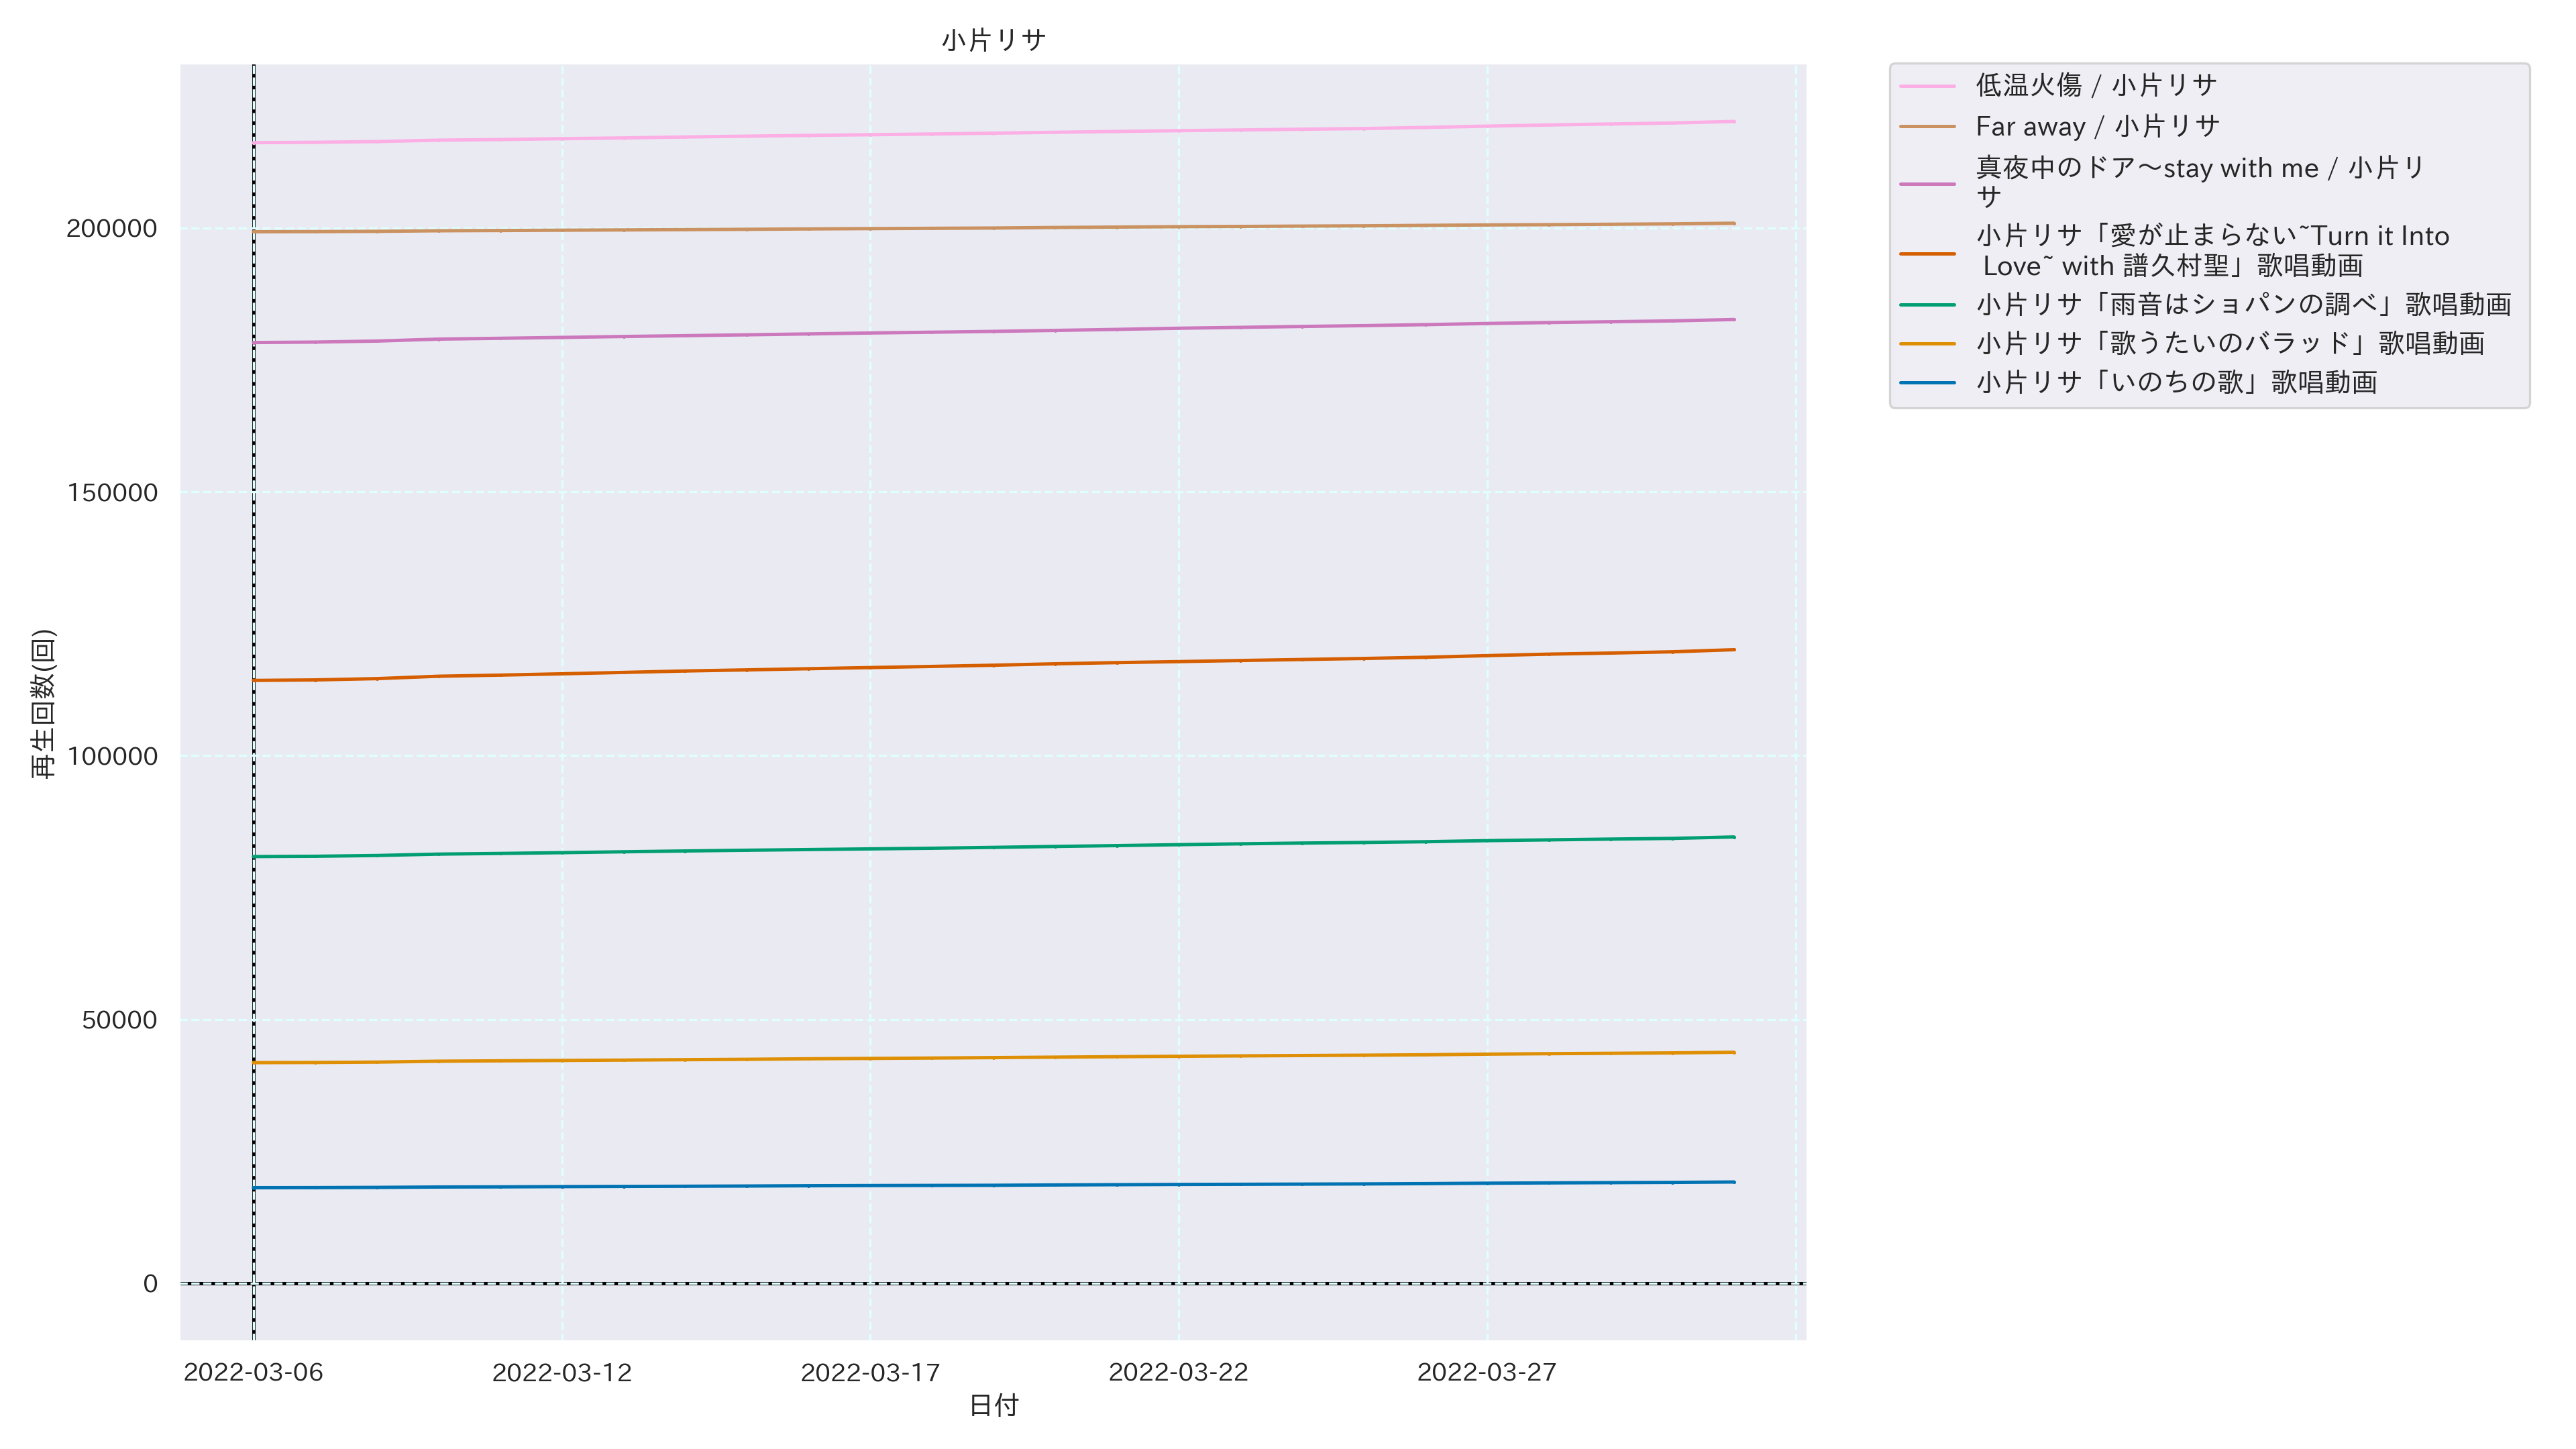 小片リサ
再生回数(回)
200000
150000
100000
50000
0
2022-03-06
2022-03-12
2022-03-17
2022-03-22
2022-03-27
日付
低温火傷 / 小片リサ
Far away / 小片リサ
真夜中のドア〜stay with me / 小片リ
サ
小片リサ「愛が止まらない~Turn it Into
Love~ with 譜久村聖」歌唱動画
小片リサ「雨音はショパンの調べ」歌唱動画
小片リサ「歌うたいのバラッド」歌唱動画
小片リサ「いのちの歌」歌唱動画